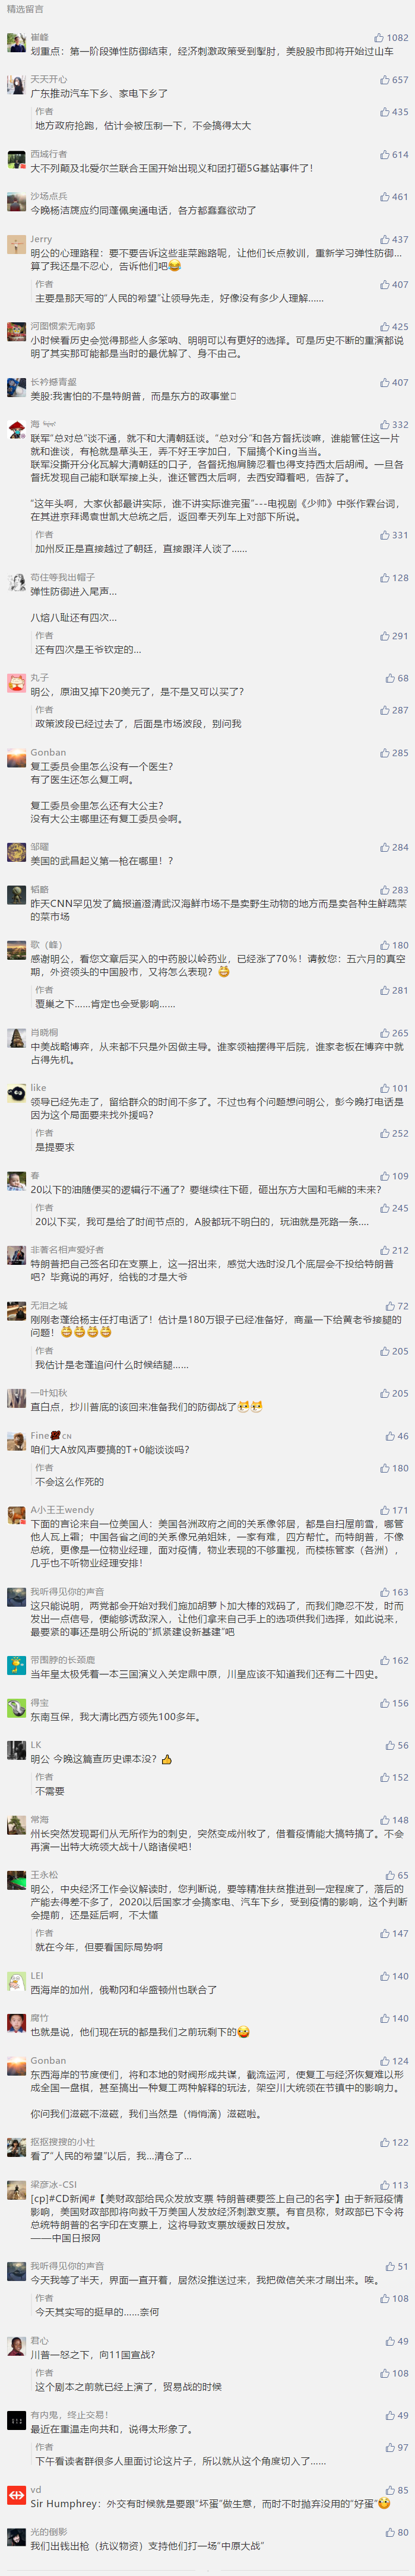 精选留言
崔峰
1082
划重点：第一阶段弹性防御结束，经济刺激政策受到掣肘，美股股市即将开始过山车
天天开心
657
广东推动汽车下乡、家电下乡了
作者
435
地方政府抢跑，估计会被压制一下，不会搞得太大
西域行者
614
大不列颠及北爱尔兰联合王国开始出现义和团打砸5G基站事件了！
沙场点兵
461
今晚杨洁篪应约同蓬佩奥通电话，各方都蠢蠢欲动了
Jerry
437
明公的心路程：要不要告诉这些韭菜跑路呢，让他们长点教训，重新学习弹性防御…
算了我还是不忍心，告诉他们吧😂
作者
407
主要是那天写的“人民的希望”让领导先走，好像没有多少人理解……
河图惯索无南郭
425
小时候看历史会觉得那些人多笨呐、明明可以有更好的选择。可是历史不断的重演都说
明了其实那可能都是当时的最优解了、身不由己。
长衿撼青龊
407
美股:我害怕的不是特朗普，而是东方的政事堂
海
332
联军“总对总”谈不通，就不和大清朝廷谈。“总对分”和各方督抚谈嘛，谁能管住这一片
就和谁谈，有枪就是草头王，弄不好王字加白，下届搞个King当当。
联军没撕开分化瓦解大清朝廷的口子，各督抚抱肩膀忍着也得支持西太后胡闹。一旦各
督抚发现自己能和联军接上头，谁还管西太后啊，去西安蹲着吧，告辞了。
“这年头啊，大家伙都最讲实际，谁不讲实际谁完蛋”---电视剧《少帅》中张作霖台词，
在其进京拜谒袁世凯大总统之后，返回奉天列车上对部下所说。
作者
331
加州反正是直接越过了朝廷，直接跟洋人谈了……
苟住等我出帽子
128
弹性防御进入尾声…
八焙八耻还有四次…
作者
291
还有四次是王爷钦定的…
丸子
68
明公，原油又掉下20美元了，是不是又可以买了？
作者
287
政策波段已经过去了，后面是市场波段，别问我
Gonban
285
复工委员会里怎么没有一个医生？
有了医生还怎么复工啊。
复工委员会里怎么还有大公主？
没有大公主哪里还有复工委员会啊。
邹曜
284
美国的武昌起义第一枪在哪里！？
韬略
283
昨天CNN罕见发了篇报道澄清武汉海鲜市场不是卖野生动物的地方而是卖各种生鲜蔬菜
的菜市场
歌（峰）
180
感谢明公，看您文章后买入的中药股以岭药业，已经涨了70%！请教您：五六月的真空
期，外资领头的中国股市，又将怎么表现？
作者
281
覆巢之下……肯定也会受影响……
肖晓桐
265
中美战略博弈，从来都不只是外因做主导。谁家领袖摆得平后院，谁家老板在博弈中就
占得先机。
like
101
领导已经先走了，留给群众的时间不多了。不过也有个问题想问明公，彭今晚打电话是
因为这个局面要来找外援吗？
作者
252
是提要求
春
109
20以下的油随便买的逻辑行不通了？要继续往下砸，砸出东方大国和毛熊的未来？
作者
245
20以下买，我可是给了时间节点的，A股都玩不明白的，玩油就是死路一条….
非著名相声爱好者
212
特朗普把自己签名印在支票上，这一招出来，感觉大选时没几个底层会不投给特朗普
吧？毕竟说的再好，给钱的才是大爷
无泪之城
72
刚刚老蓬给杨主任打电话了！估计是180万银子已经准备好，商量一下给黄老爷接腿的
问题！
作者
205
我估计是老蓬追问什么时候结腿……
一叶知秋
205
直白点，抄川普底的该回来准备我们的防御战了
Fine CN
46
咱们大A放风声要搞的T+0能谈谈吗？
作者
180
不会这么作死的
A小王王wendy
171
下面的言论来自一位美国人：美国各洲政府之间的关系像邻居，都是自扫屋前雪，哪管
他人瓦上霜；中国各省之间的关系像兄弟姐妹，一家有难，四方帮忙。而特朗普，不像
总统，更像是一位物业经理，面对疫情，物业表现的不够重视，而楼栋管家（各洲），
几乎也不听物业经理安排！
我听得见你的声音
163
这只能说明，两党都会开始对我们施加胡萝卜加大棒的戏码了，而我们隐忍不发，时而
发出一点信号，便能够诱敌深入，让他们拿来自己手上的选项供我们选择，如此说来，
最要紧的事还是明公所说的“抓紧建设新基建”吧
带围脖的长颈鹿
162
当年皇太极凭着一本三国演义入关定鼎中原，川皇应该不知道我们还有二十四史。
得宝
156
东南互保，我大清比西方领先100多年。
LK
56
明公 今晚这篇查历史课本没？👍
作者
152
不需要
常海
148
州长突然发现哥们从无所作为的刺史，突然变成州牧了，借着疫情能大搞特搞了。不会
再演一出特大统领大战十八路诸侯吧！
王永松
65
明公，中央经济工作会议解读时，您判断说，要等精准扶贫推进到一定程度了，落后的
产能去得差不多了，2020以后国家才会搞家电、汽车下乡，受到疫情的影响，这个判断
会提前，还是延后啊，不太懂
作者
147
就在今年，但要看国际局势啊
LEI
140
西海岸的加州，俄勒冈和华盛顿州也联合了
腐竹
140
也就是说，他们现在玩的都是我们之前玩剩下的
Gonban
124
东西海岸的节度使们，将和本地的财阀形成共谋，截流运河，使复工与经济恢复难以形
成全国一盘棋，甚至搞出一种复工两种解释的玩法，架空川大统领在节镇中的影响力。
你问我们滋磁不滋磁，我们当然是（悄悄滴）滋磁啦。
抠抠搜搜的小社
122
看了“人民的希望”以后，我…清仓了…
梁彦冰-CSI
113
[cp]#CD新闻#【美财政部给民众发放支票 特朗普硬要签上自己的名字】由于新冠疫情
影响，美国财政部即将向数千万美国人发放经济刺激支票。有官员称，财政部已下令将
总统特朗普的名字印在支票上，这将导致支票放缓数日发放。
——中国日报网
我听得见你的声音
51
今天我等了半天，界面一直开着，居然没推送过来，我把微信关来才刷出来。唉。
作者
108
今天其实写的挺早的……奈何
君心
49
川普一怒之下，向11国宣战？
作者
108
这个剧本之前就已经上演了，贸易战的时候
有内鬼，终止交易！
49
最近在重温走向共和，说得太形象了。
作者
97
下午看读者群很多人里面讨论这片子，所以就从这个角度切入了……
vd
85
Sir Humphrey：外交有时候就是要跟“坏蛋”做生意，而时不时抛弃没用的“好蛋”
光的倒影
80
我们出钱出枪（抗议物资）支持他们打一场“中原大战”